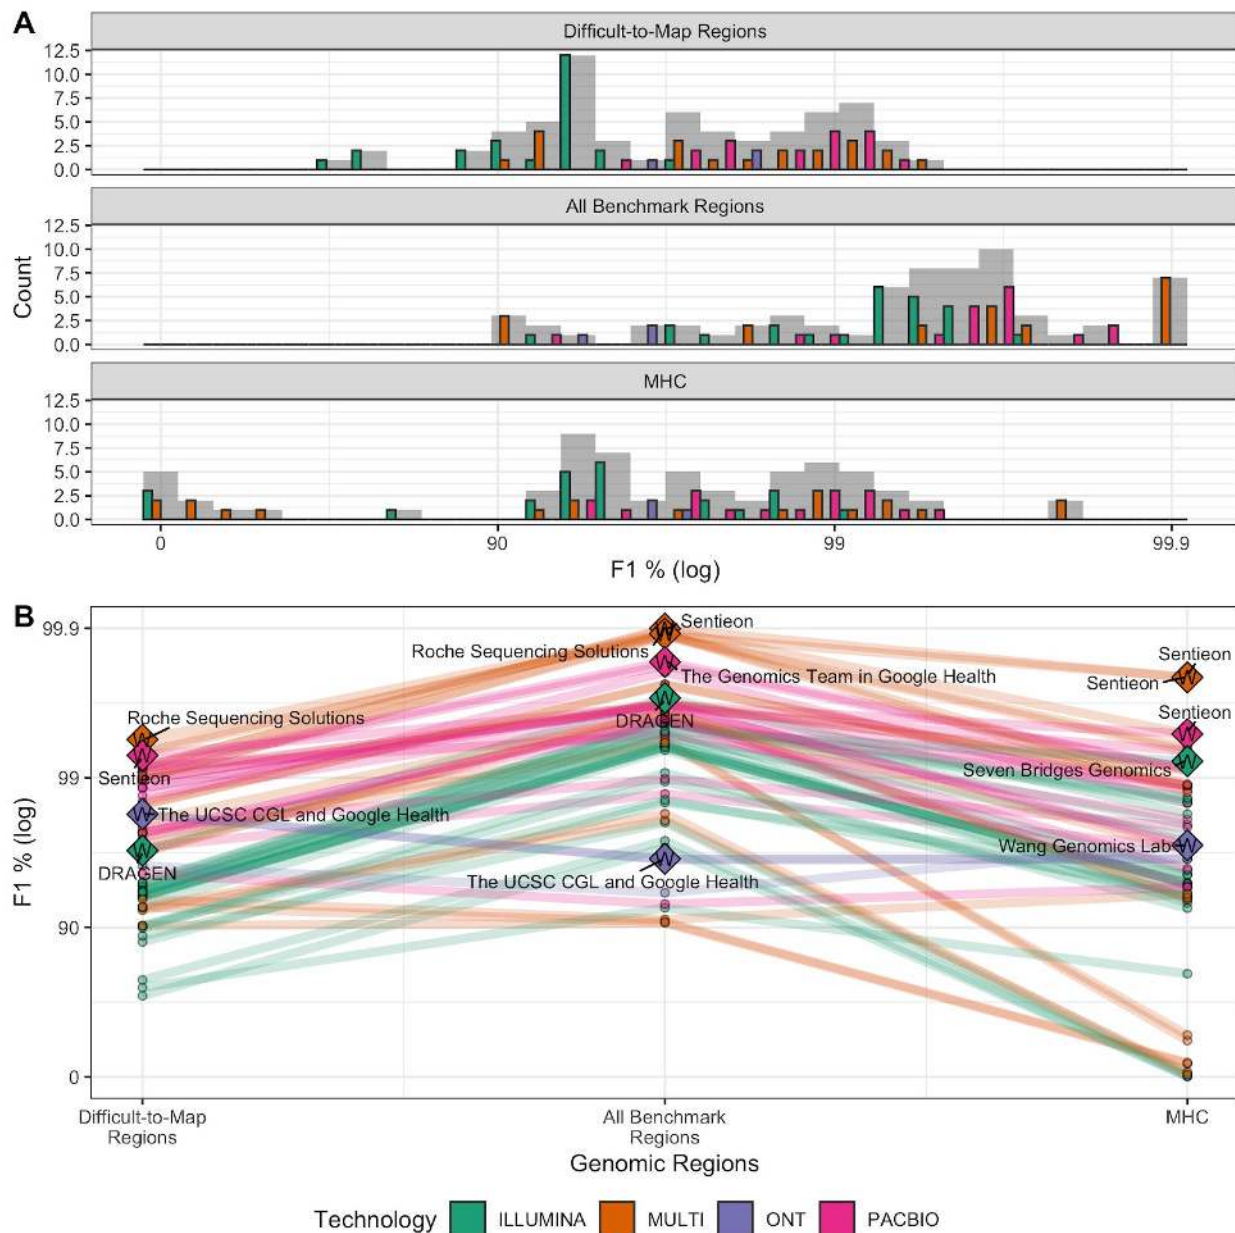 A
Difficult-to-Map Regions
12.5
10.0
7.5
5.0
2.5
0.0
All Benchmark Regions
12.5
10.0
7.5
5.0
2.5
0.0
Count
MHC
12.5
10.0
7.5
5.0
2.5
0.0
0 90 99 99.9
F1 % (log)
B
99.9
99
90
0
F1 % (log)
Sentieon
Roche Sequencing Solutions
The Genomics Team in Google Health
Sentieon
Sentieon
Roche Sequencing Solutions
DRAGEN
Sentieon
Sentieon
Seven Bridges Genomics
The UCSC CGL and Google Health
DRAGEN
Wang Genomics Lab
The UCSC CGL and Google Health
Difficult-to-Map
Regions
All Benchmark
Regions
MHC
Genomic Regions
Technology ILLUMINA MULTI ONT PACBIO